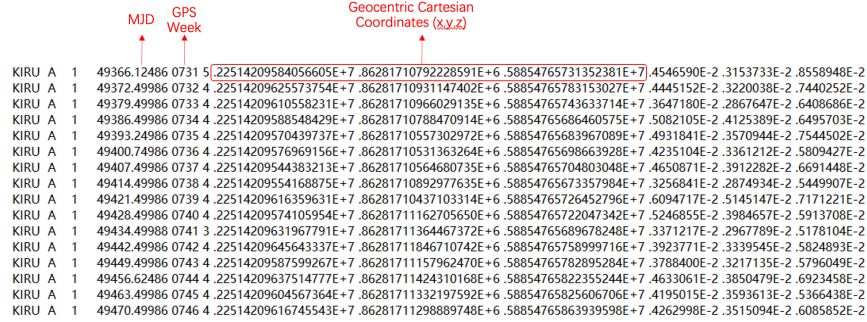 MJD
GPS
Week
Geocentric Cartesian
Coordinates (x,y,z)
KIRU A 1 49366.12486 0731 5 .22514209584056605E+7 .86281710792228591E+6 .58854765731352381E+7 .4546590E-2 .3153733E-2 .8558948E-2
KIRU A 1 49372.49986 0732 4 .22514209625573754E+7 .86281710931147402E+6 .58854765783153027E+7 .4445152E-2 .3220038E-2 .7440252E-2
KIRU A 1 49379.49986 0733 4 .22514209610558231E+7 .86281710966029135E+6 .58854765743633714E+7 .3647180E-2 .2867647E-2 .6408686E-2
KIRU A 1 49386.49986 0734 4 .22514209588548429E+7 .86281710788470914E+6 .58854765686460575E+7 .5082105E-2 .4125389E-2 .6495703E-2
KIRU A 1 49393.24986 0735 4 .22514209570439737E+7 .86281710557302972E+6 .58854765683967089E+7 .4931841E-2 .3570944E-2 .7544502E-2
KIRU A 1 49400.74986 0736 4 .22514209576969156E+7 .86281710531363264E+6 .58854765698663928E+7 .4235104E-2 .3361212E-2 .5809427E-2
KIRU A 1 49407.49986 0737 4 .22514209544383213E+7 .86281710564680735E+6 .58854765704803048E+7 .4650871E-2 .3912282E-2 .6691448E-2
KIRU A 1 49414.49986 0738 4 .22514209554168875E+7 .86281710892977635E+6 .58854765673357984E+7 .3256841E-2 .2874934E-2 .5449907E-2
KIRU A 1 49421.49986 0739 4 .22514209616359631E+7 .86281710437103314E+6 .58854765726452796E+7 .6094717E-2 .5145147E-2 .7171221E-2
KIRU A 1 49428.49986 0740 4 .22514209574105954E+7 .86281711162705650E+6 .58854765722047342E+7 .5246855E-2 .3984657E-2 .5913708E-2
KIRU A 1 49434.49988 0741 3 .22514209631967791E+7 .86281711364467372E+6 .58854765689678248E+7 .3371217E-2 .2967789E-2 .5178104E-2
KIRU A 1 49442.49986 0742 4 .22514209645643337E+7 .86281711846710742E+6 .58854765758999716E+7 .3923771E-2 .3339545E-2 .5824893E-2
KIRU A 1 49449.49986 0743 4 .22514209587599267E+7 .86281711157962470E+6 .58854765782895284E+7 .3788400E-2 .3217135E-2 .5796049E-2
KIRU A 1 49456.62486 0744 4 .22514209637514777E+7 .86281711424310168E+6 .58854765822355244E+7 .4633061E-2 .3850479E-2 .6923458E-2
KIRU A 1 49463.49986 0745 4 .22514209604567364E+7 .86281711332197592E+6 .58854765825606706E+7 .4195015E-2 .3593613E-2 .5366438E-2
KIRU A 1 49470.49986 0746 4 .22514209616745543E+7 .86281711298889748E+6 .58854765863939598E+7 .4262998E-2 .3515094E-2 .6085852E-2